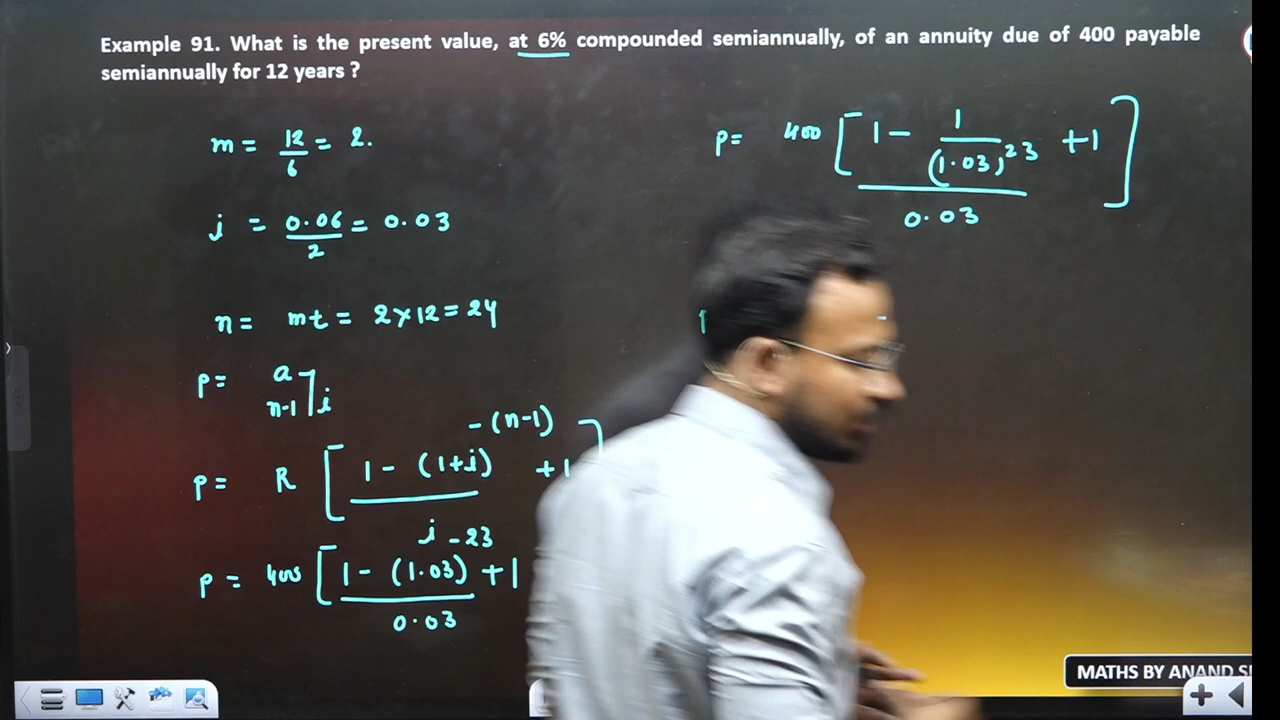 Example 91. What is the present value, at 6% compounded semiannually, of an annuity due of 400 payable
semiannually for 12 years ?
m = 12/6 = 2.
j = 0.06/2 = 0.03
n = mt = 2×12 = 24
p = a n-1 i
p = R [ 1 - (1+i) -(n-1) / i + 1 ]
p = 400 [ 1 - (1.03) -23 / 0.03 + 1
p = 400 [ 1 - 1/(1.03)23 / 0.03 + 1 ]
MATHS BY ANAND